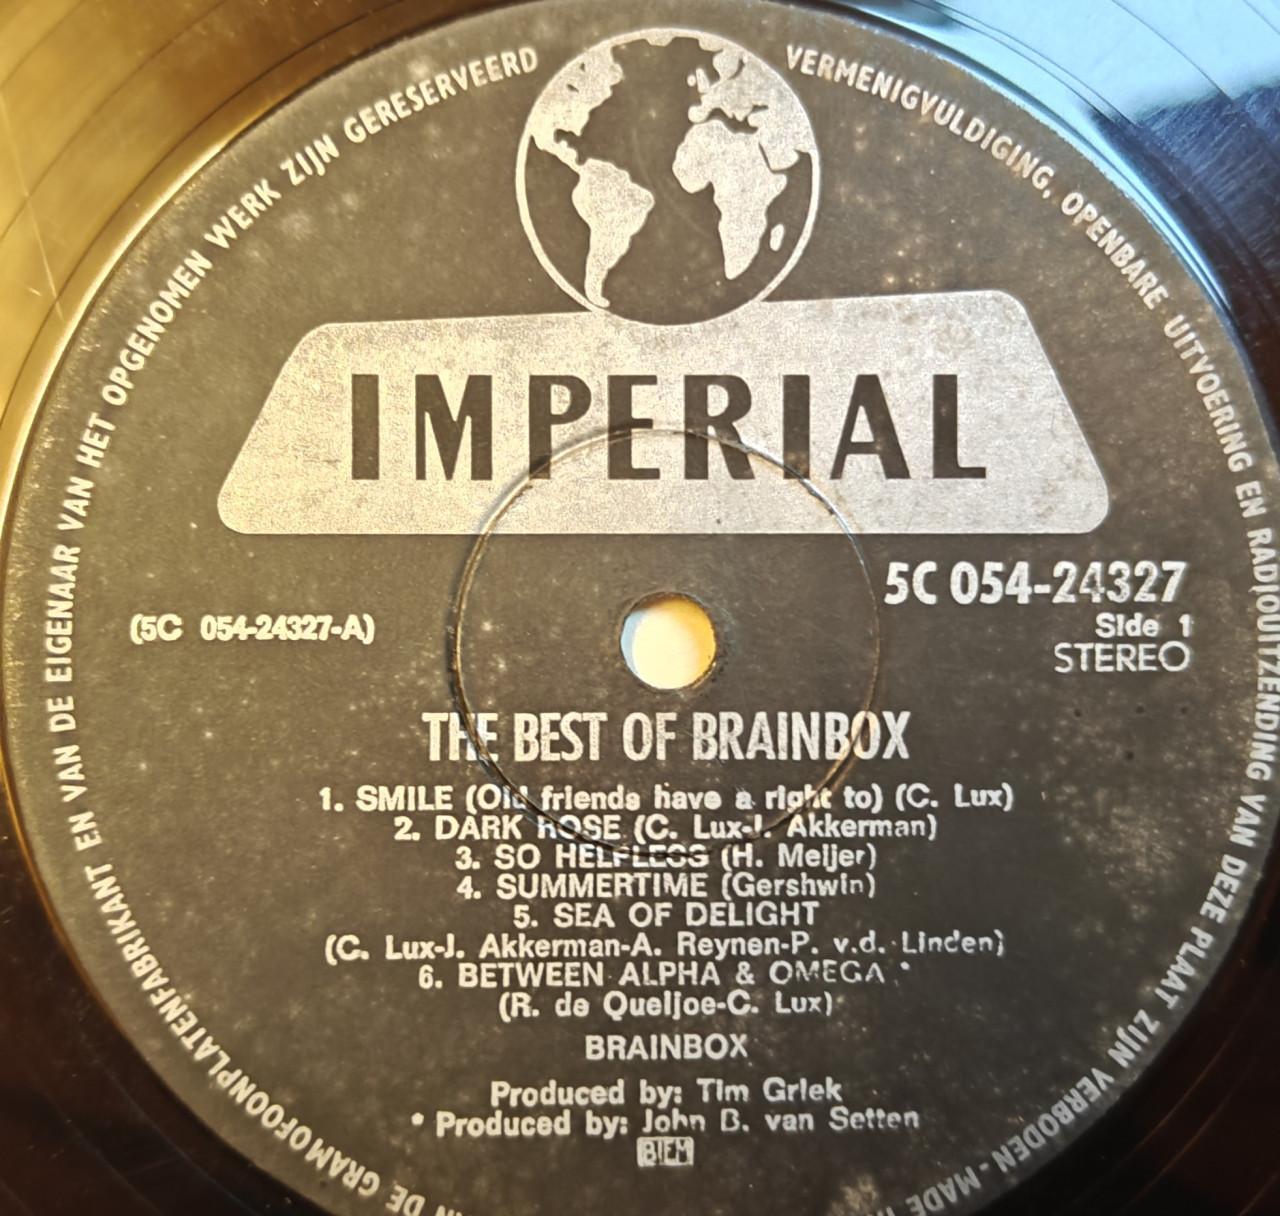 VAN DE GRAMOFOONPLATENFABRIKANT EN VAN DE EIGENAAR VAN HET OPGENOMEN WERK ZIJN GERESERVEERD
VERMENIGVULDIGING, OPENBARE UITVOERING EN RADIOUITZENDING VAN DEZE PLAAT ZIJN VERBODEN - MADE
IMPERIAL
5C 054-24327
(5C 054-24327-A)
Side 1
STEREO
THE BEST OF BRAINBOX
1. SMILE (Old friends have a right to) (C. Lux)
2. DARK ROSE (C. Lux-J. Akkerman)
3. SO HELPLESS (H. Meijer)
4. SUMMERTIME (Gershwin)
5. SEA OF DELIGHT
(C. Lux-J. Akkerman-A. Reynen-P. v.d. Linden)
6. BETWEEN ALPHA & OMEGA *
(R. de Queljoe-C. Lux)
BRAINBOX
Produced by: Tim Griek
* Produced by: John B. van Setten
BIEM